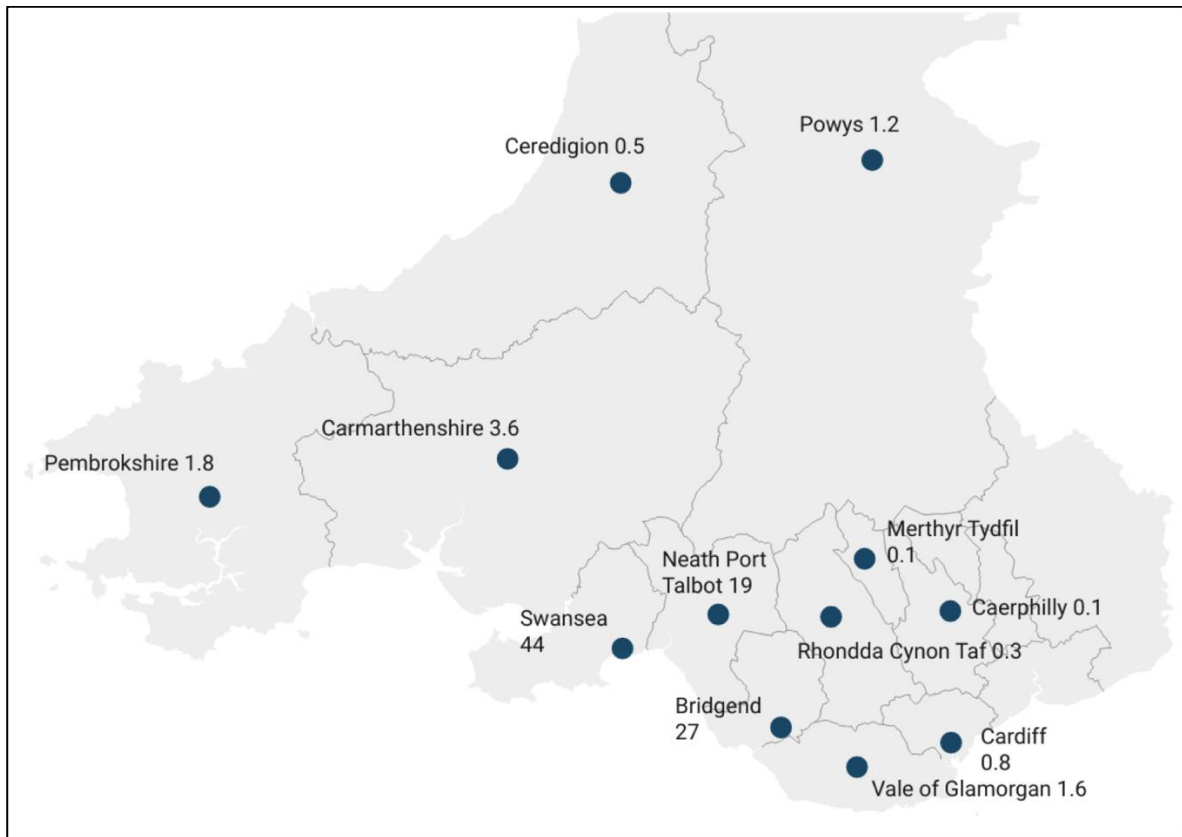 Powys 1.2
Ceredigion 0.5
Carmarthenshire 3.6
Pembrokshire 1.8
Merthyr Tydfil
0.1
Neath Port
Talbot 19
Caerphilly 0.1
Swansea
44
Rhondda Cynon Taf 0.3
Bridgend
27
Cardiff
0.8
Vale of Glamorgan 1.6